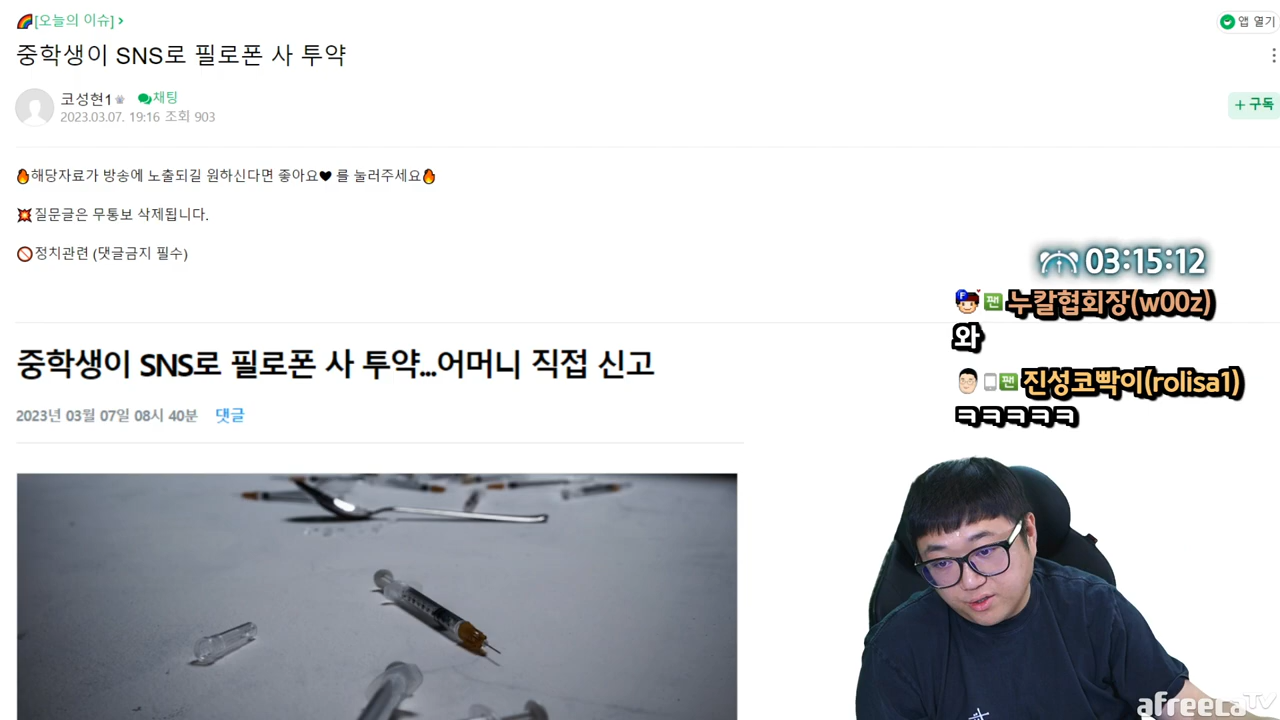 [오늘의 이슈] >
앱 열기
중학생이 SNS로 필로폰 사 투약
코성현1 채팅
2023.03.07. 19:16 조회 903
+ 구독
해당자료가 방송에 노출되길 원하신다면 좋아요🖤 를 눌러주세요
질문글은 무통보 삭제됩니다.
정치관련 (댓글금지 필수)
03:15:12
F 팬 누칼협회장(w00z)
와
팬 진성코빡이(rolisa1)
ㅋㅋㅋㅋㅋ
중학생이 SNS로 필로폰 사 투약...어머니 직접 신고
2023년 03월 07일 08시 40분 댓글
afreecaTV